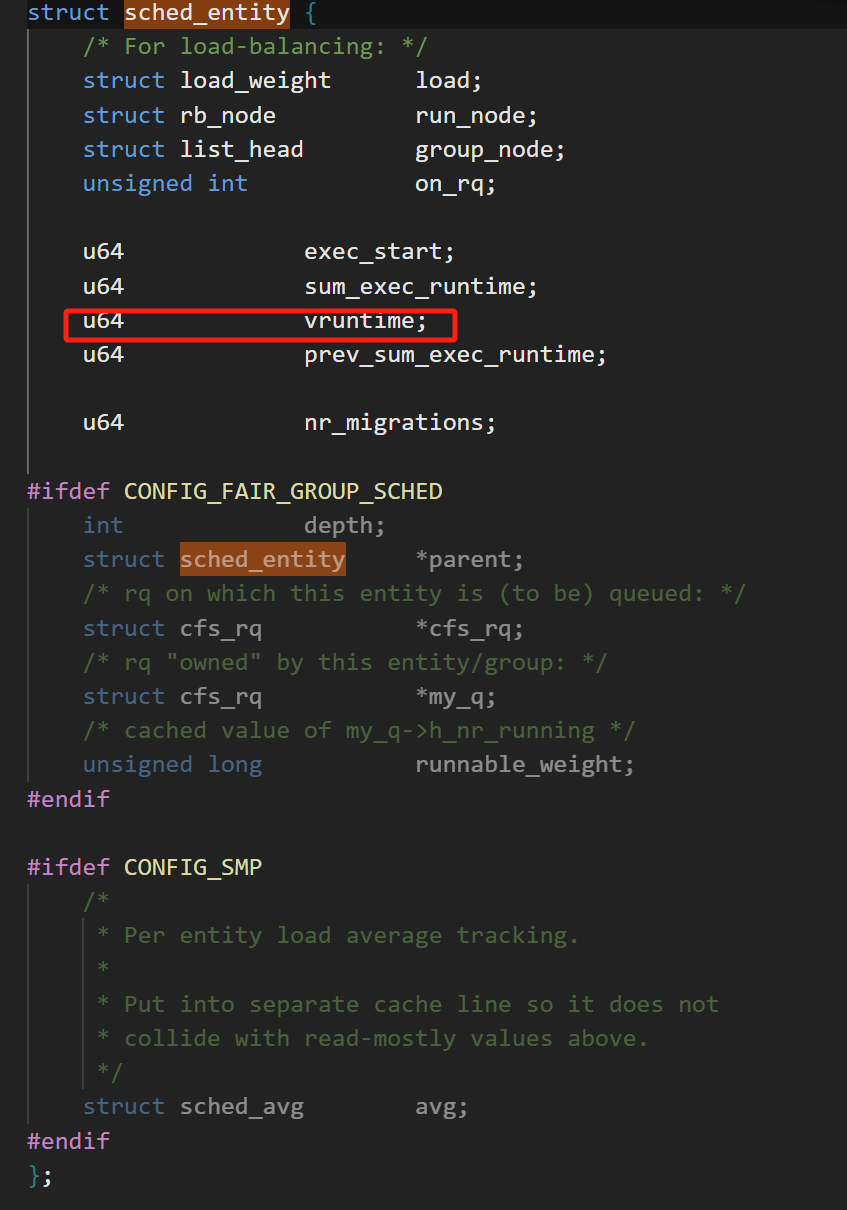 struct sched_entity {
/* For load-balancing: */
struct load_weight load;
struct rb_node run_node;
struct list_head group_node;
unsigned int on_rq;
u64 exec_start;
u64 sum_exec_runtime;
u64 vruntime;
u64 prev_sum_exec_runtime;
u64 nr_migrations;
#ifdef CONFIG_FAIR_GROUP_SCHED
int depth;
struct sched_entity *parent;
/* rq on which this entity is (to be) queued: */
struct cfs_rq *cfs_rq;
/* rq "owned" by this entity/group: */
struct cfs_rq *my_q;
/* cached value of my_q->h_nr_running */
unsigned long runnable_weight;
#endif
#ifdef CONFIG_SMP
/*
* Per entity load average tracking.
*
* Put into separate cache line so it does not
* collide with read-mostly values above.
*/
struct sched_avg avg;
#endif
};